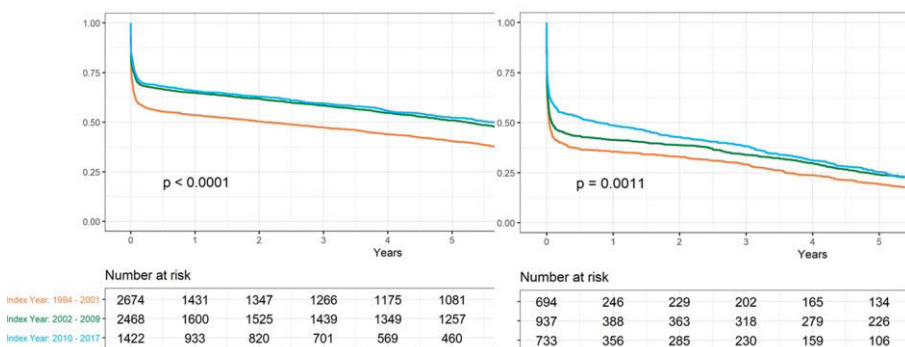 1.00
0.75
0.50
0.25
0.00
p < 0.0001
0 1 2 3 4 5
Years
Number at risk
Index Year: 1994 - 2001 2674 1431 1347 1266 1175 1081
Index Year: 2002 - 2009 2468 1600 1525 1439 1349 1257
Index Year: 2010 - 2017 1422 933 820 701 569 460
1.00
0.75
0.50
0.25
0.00
p = 0.0011
0 1 2 3 4 5
Years
Number at risk
694 246 229 202 165 134
937 388 363 318 279 226
733 356 285 230 159 106